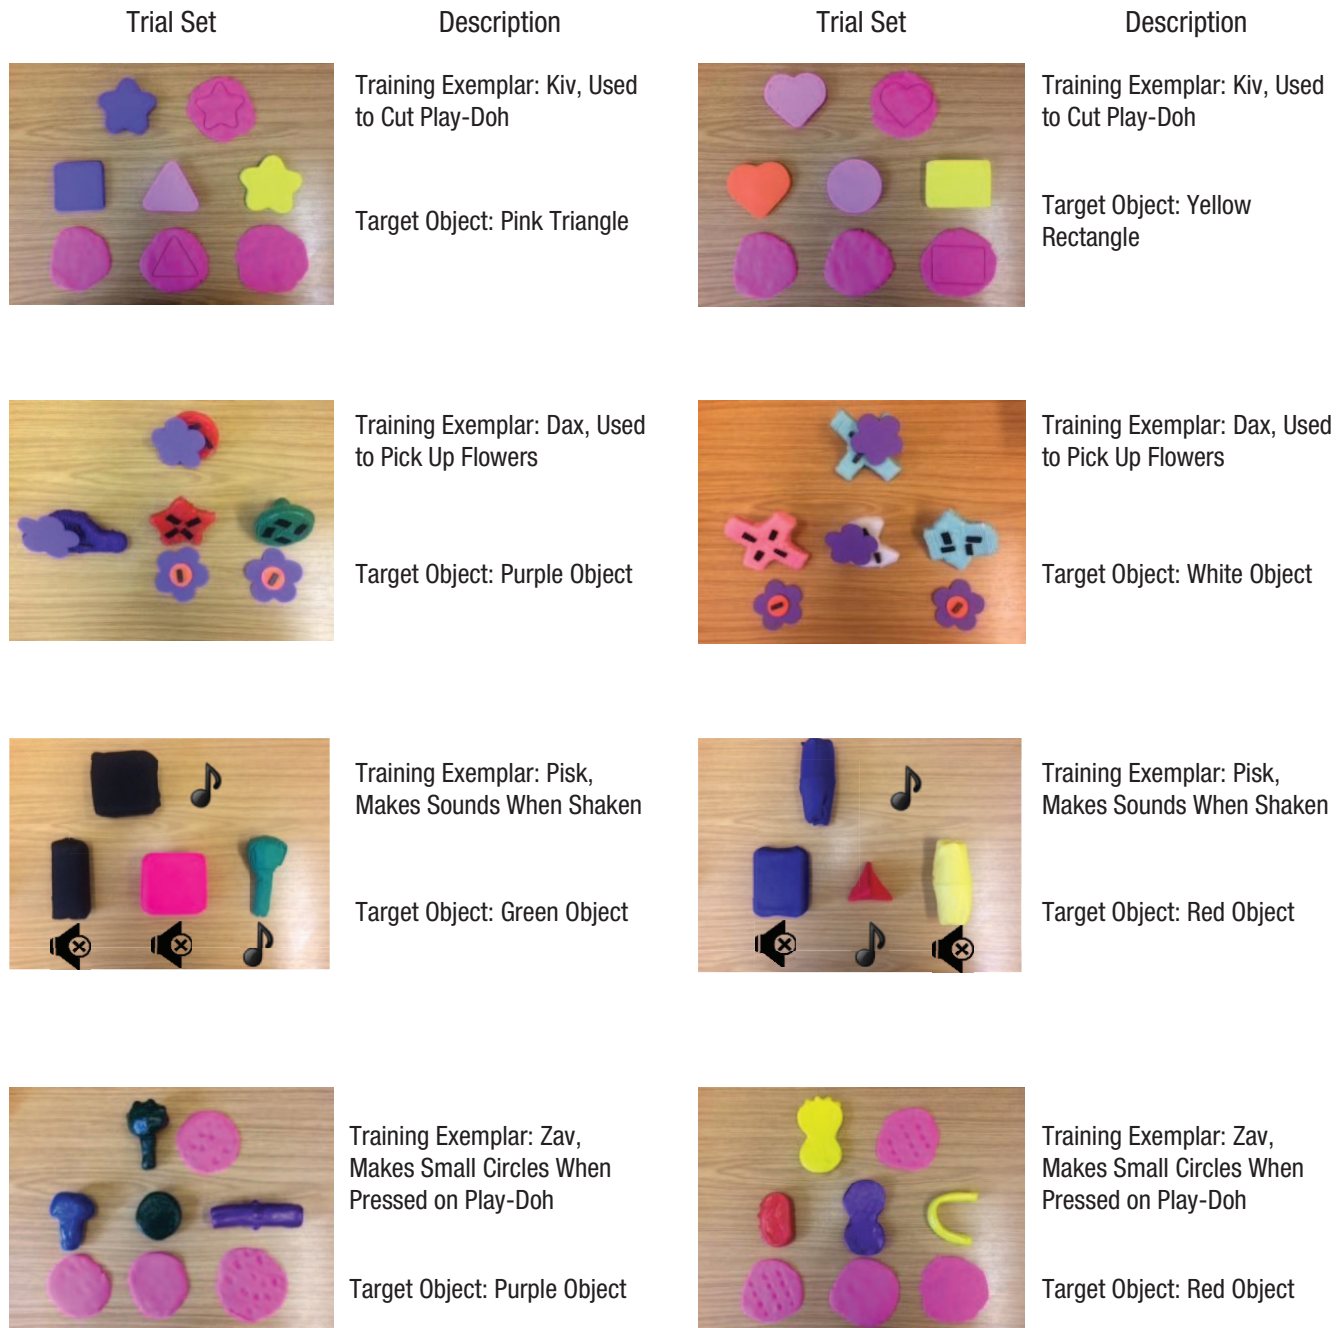 Trial Set
Description
Trial Set
Description
Training Exemplar: Kiv, Used
to Cut Play-Doh
Target Object: Pink Triangle
Training Exemplar: Kiv, Used
to Cut Play-Doh
Target Object: Yellow
Rectangle
Training Exemplar: Dax, Used
to Pick Up Flowers
Target Object: Purple Object
Training Exemplar: Dax, Used
to Pick Up Flowers
Target Object: White Object
Training Exemplar: Pisk,
Makes Sounds When Shaken
Target Object: Green Object
Training Exemplar: Pisk,
Makes Sounds When Shaken
Target Object: Red Object
Training Exemplar: Zav,
Makes Small Circles When
Pressed on Play-Doh
Target Object: Purple Object
Training Exemplar: Zav,
Makes Small Circles When
Pressed on Play-Doh
Target Object: Red Object